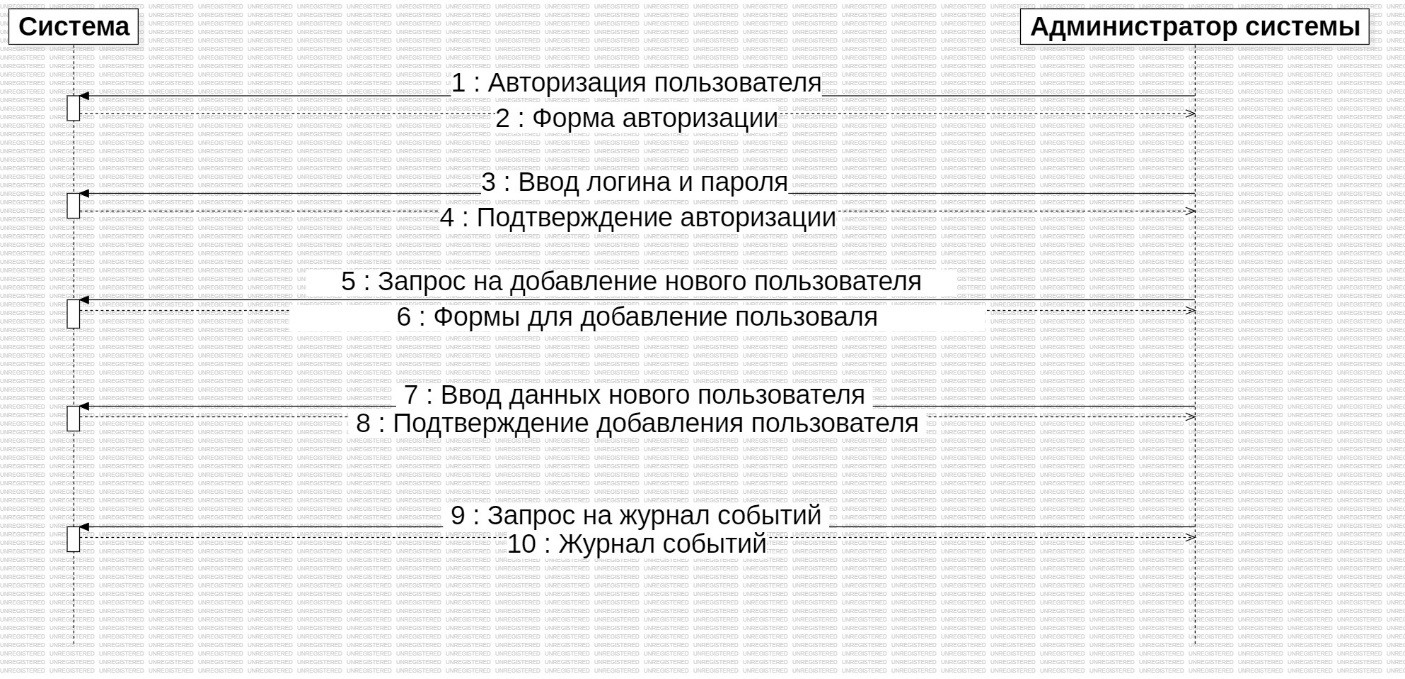 Система
Администратор системы
1 : Авторизация пользователя
2 : Форма авторизации
3 : Ввод логина и пароля
4 : Подтверждение авторизации
5 : Запрос на добавление нового пользователя
6 : Формы для добавление пользоваля
7 : Ввод данных нового пользователя
8 : Подтверждение добавления пользователя
9 : Запрос на журнал событий
10 : Журнал событий